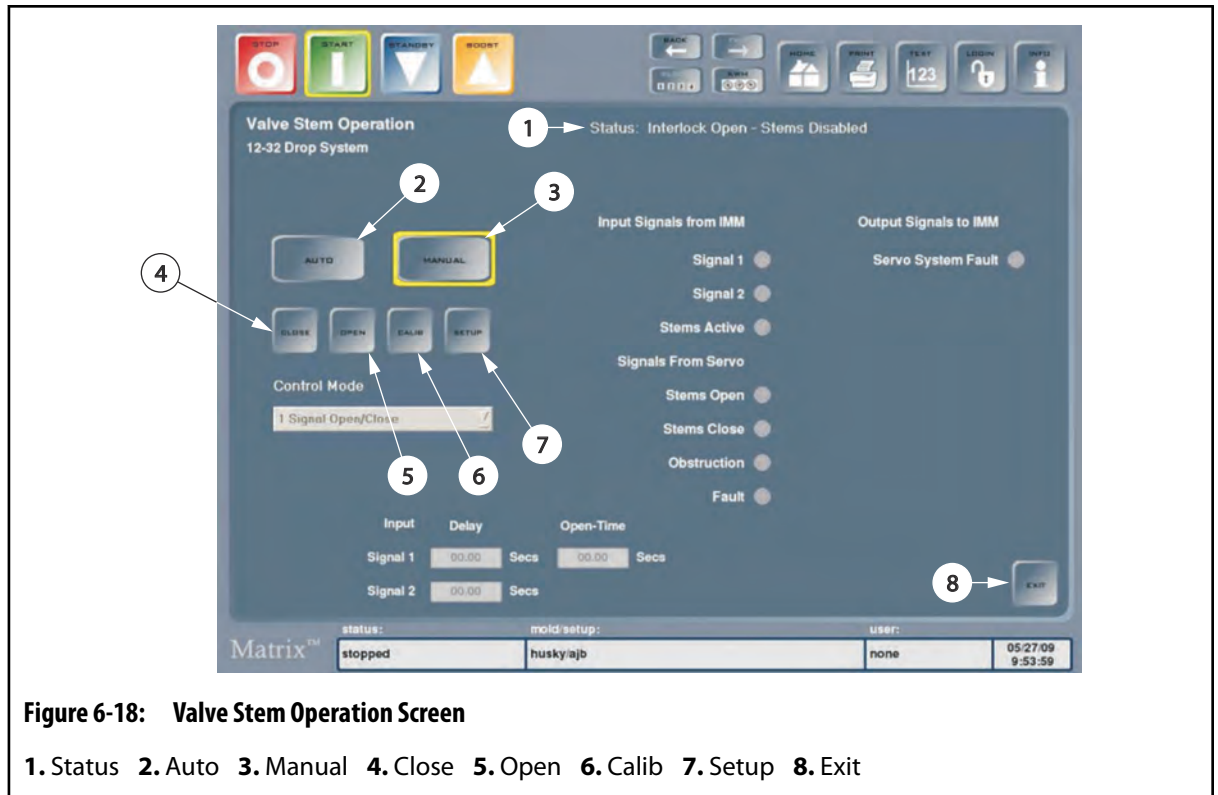 STOP START STANDBY BOOST BACK HOME PRINT TEXT LOGIN INFO
123
Valve Stem Operation
12-32 Drop System
1
Status: Interlock Open - Stems Disabled
2
3
Input Signals from IMM
Output Signals to IMM
AUTO
MANUAL
Signal 1
Servo System Fault
4
Signal 2
CLOSE OPEN CALIB SETUP
Stems Active
Signals From Servo
Control Mode
Stems Open
1 Signal Open/Close
Stems Close
5
6
7
Obstruction
Fault
Input Delay Open-Time
Signal 1 00.00 Secs 00.00 Secs
Signal 2 00.00 Secs
8
EXIT
status: mold/setup: user:
Matrix™ stopped husky/ajb none 05/27/09
9:53:59
Figure 6-18: Valve Stem Operation Screen
1. Status 2. Auto 3. Manual 4. Close 5. Open 6. Calib 7. Setup 8. Exit